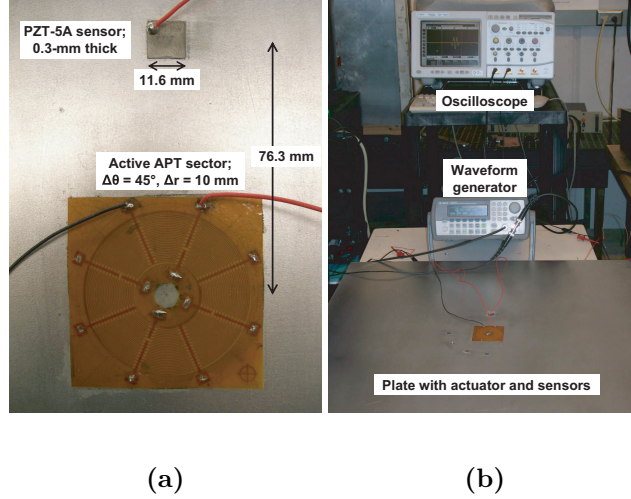 PZT-5A sensor;
0.3-mm thick
11.6 mm
76.3 mm
Active APT sector;
Δθ = 45°, Δr = 10 mm
Oscilloscope
Waveform
generator
Plate with actuator and sensors
(a)
(b)